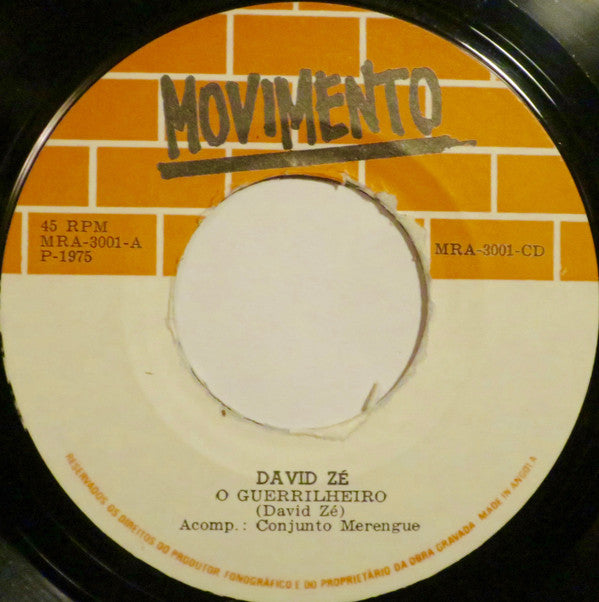 MOVIMENTO
45 RPM
MRA-3001-A
P-1975
MRA-3001-CD
DAVID ZÉ
O GUERRILHEIRO
(David Zé)
Acomp.: Conjunto Merengue
RESERVADOS OS DIREITOS DO PRODUTOR FONOGRÁFICO E DO PROPRIETÁRIO DA OBRA GRAVADA MADE IN ANGOLA